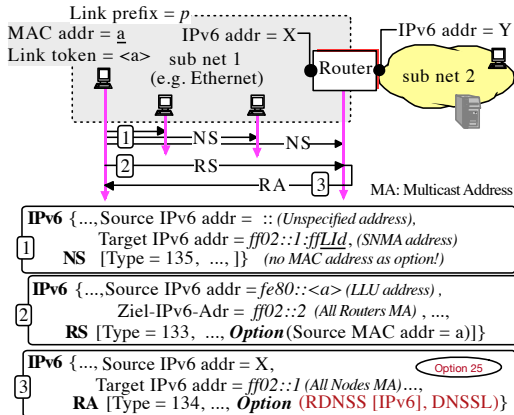 Link prefix = p
MAC addr = a
Link token = <a>
IPv6 addr = X
IPv6 addr = Y
sub net 1
(e.g. Ethernet)
Router
sub net 2
1
NS
NS
2
RS
RA
3
MA: Multicast Address
IPv6 {...,Source IPv6 addr = :: (Unspecified address),
Target IPv6 addr = ff02::1:ffLId, (SNMA address)
1
NS [Type = 135, ..., ]} (no MAC address as option!)
IPv6 {...,Source IPv6 addr = fe80::<a> (LLU address) ,
2
Ziel-IPv6-Adr = ff02::2 (All Routers MA) , ...,
RS [Type = 133, ..., Option (Source MAC addr = a)]}
IPv6 {..., Source IPv6 addr = X,
Option 25
3
Target IPv6 addr = ff02::1 (All Nodes MA)...,
RA [Type = 134, ..., Option (RDNSS [IPv6], DNSSL)}